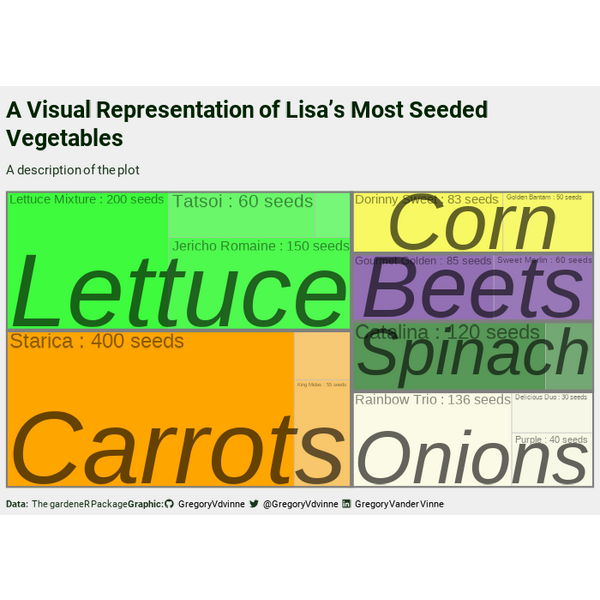 A Visual Representation of Lisa’s Most Seeded
Vegetables
A description of the plot
Lettuce Mixture : 200 seeds
Tatsoi : 60 seeds
Jericho Romaine : 150 seeds
Lettuce
Starica : 400 seeds
King Midas : 55 seeds
Carrots
Dorinny Sweet : 83 seeds
Golden Bantam : 50 seeds
Corn
Gourmet Golden : 85 seeds
Sweet Merlin : 60 seeds
Beets
Catalina : 120 seeds
Spinach
Rainbow Trio : 136 seeds
Delicious Duo : 30 seeds
Purple : 40 seeds
Onions
Data: The gardeneR Package Graphic: GregoryVdvinne @GregoryVdvinne GregoryVanderVinne